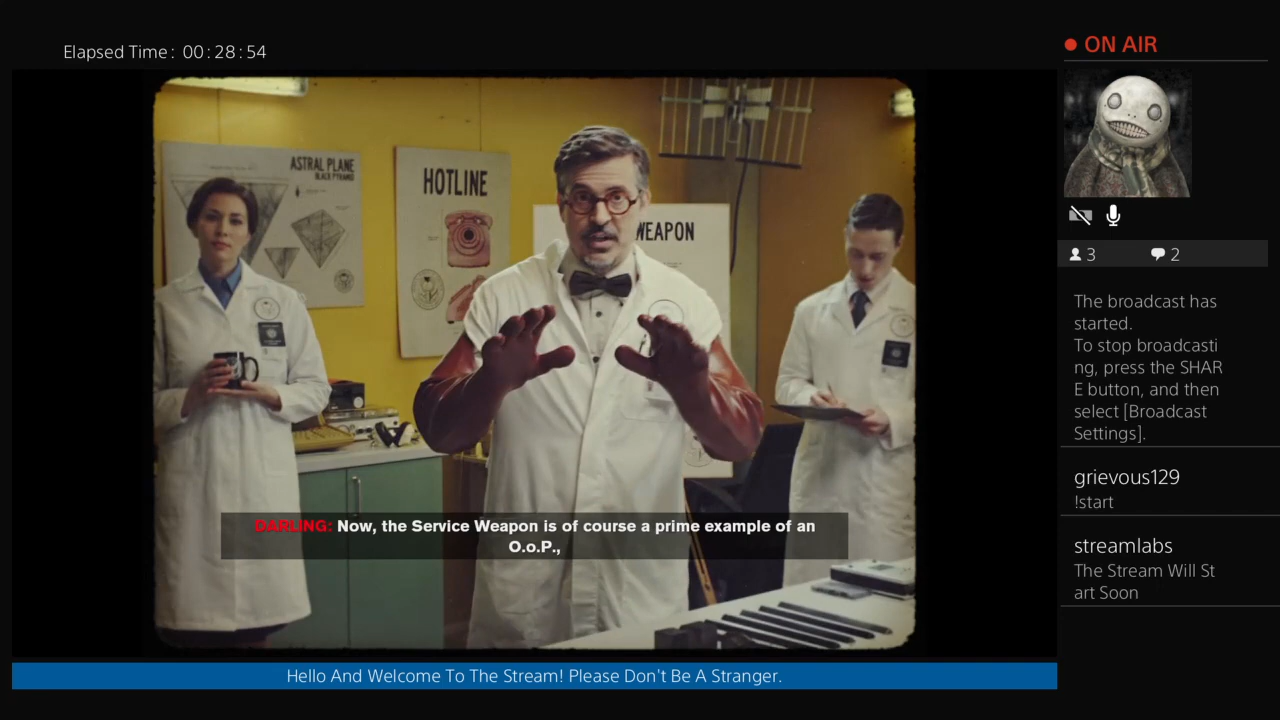 Elapsed Time: 00:28:54
ON AIR
ASTRAL PLANE
BLACK PYRAMID
HOTLINE
WEAPON
3
2
The broadcast has
started.
To stop broadcasti
ng, press the SHAR
E button, and then
select [Broadcast
Settings].
grievous129
!start
streamlabs
The Stream Will St
art Soon
DARLING: Now, the Service Weapon is of course a prime example of an
O.o.P.,
Hello And Welcome To The Stream! Please Don't Be A Stranger.